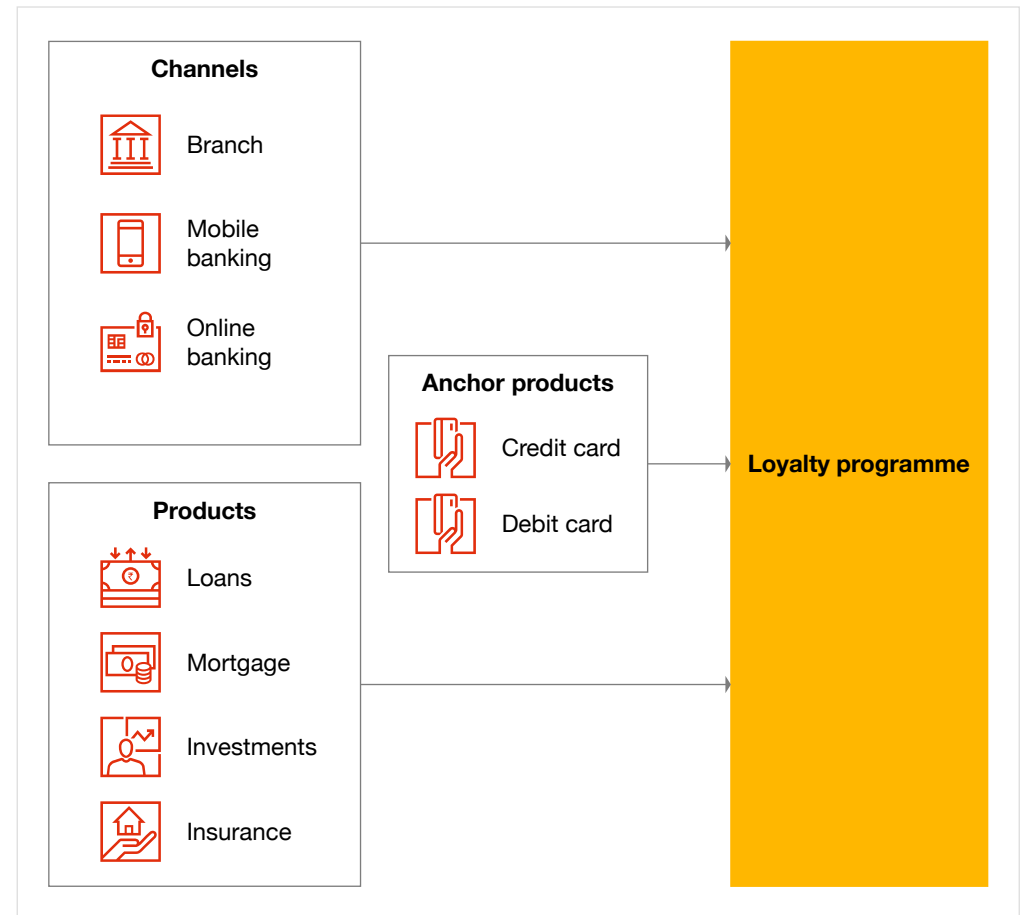 Channels
Branch
Mobile
banking
Online
banking
Anchor products
Credit card
Debit card
Products
Loans
₹
Mortgage
Investments
Insurance
Loyalty programme